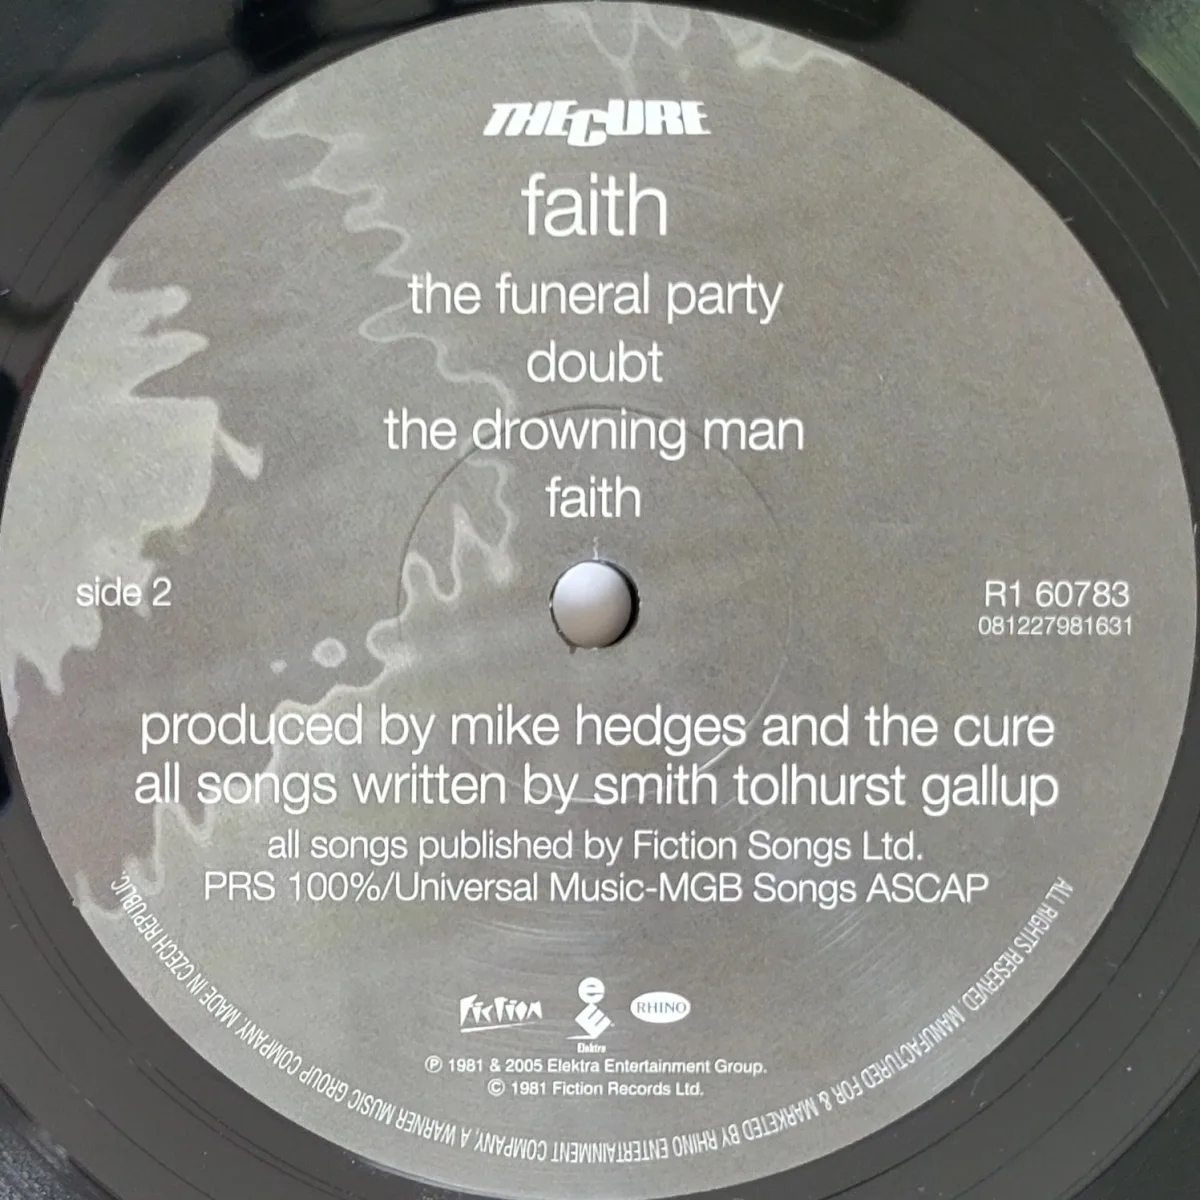 THE CURE
faith
the funeral party
doubt
the drowning man
faith
side 2
R1 60783
081227981631
produced by mike hedges and the cure
all songs written by smith tolhurst gallup
all songs published by Fiction Songs Ltd.
PRS 100%/Universal Music-MGB Songs ASCAP
Fiction
Elektra
RHINO
℗ 1981 & 2005 Elektra Entertainment Group.
© 1981 Fiction Records Ltd.
ALL RIGHTS RESERVED. MANUFACTURED FOR & MARKETED BY RHINO ENTERTAINMENT COMPANY, A WARNER MUSIC GROUP COMPANY. MADE IN CZECH REPUBLIC.